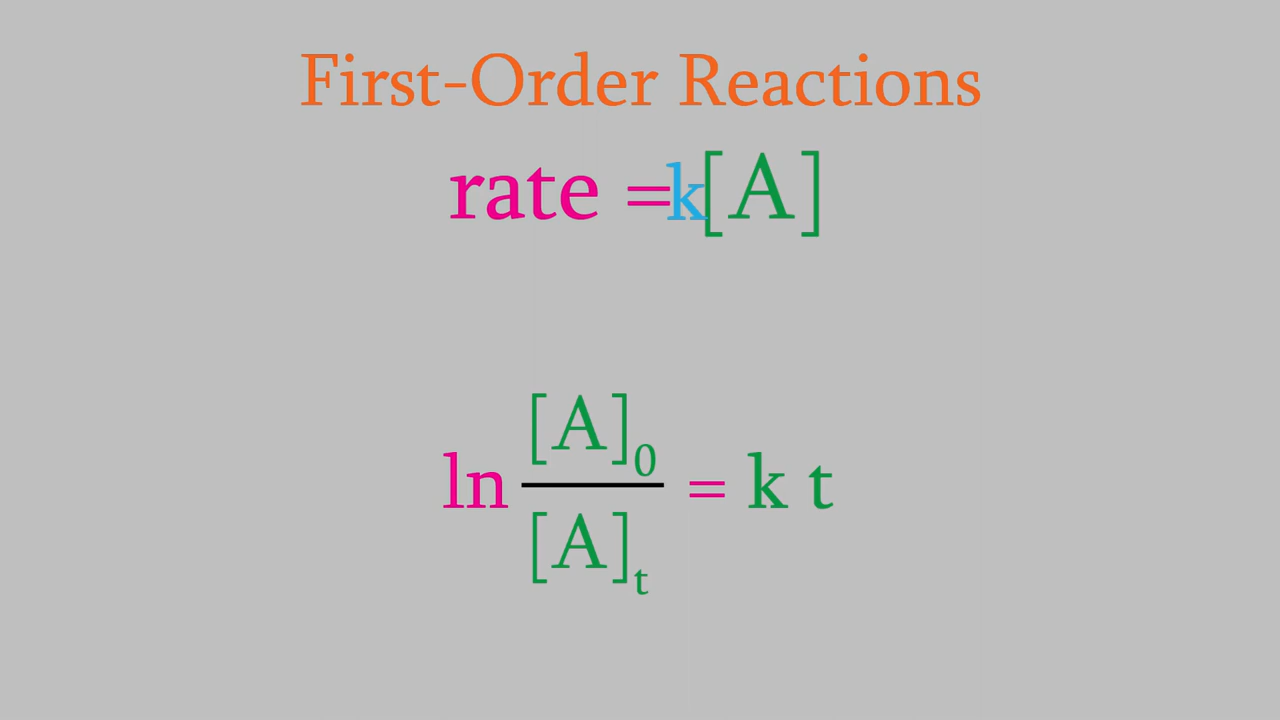 First-Order Reactions
rate = k[A]
ln [A]₀ / [A]ₜ = k t